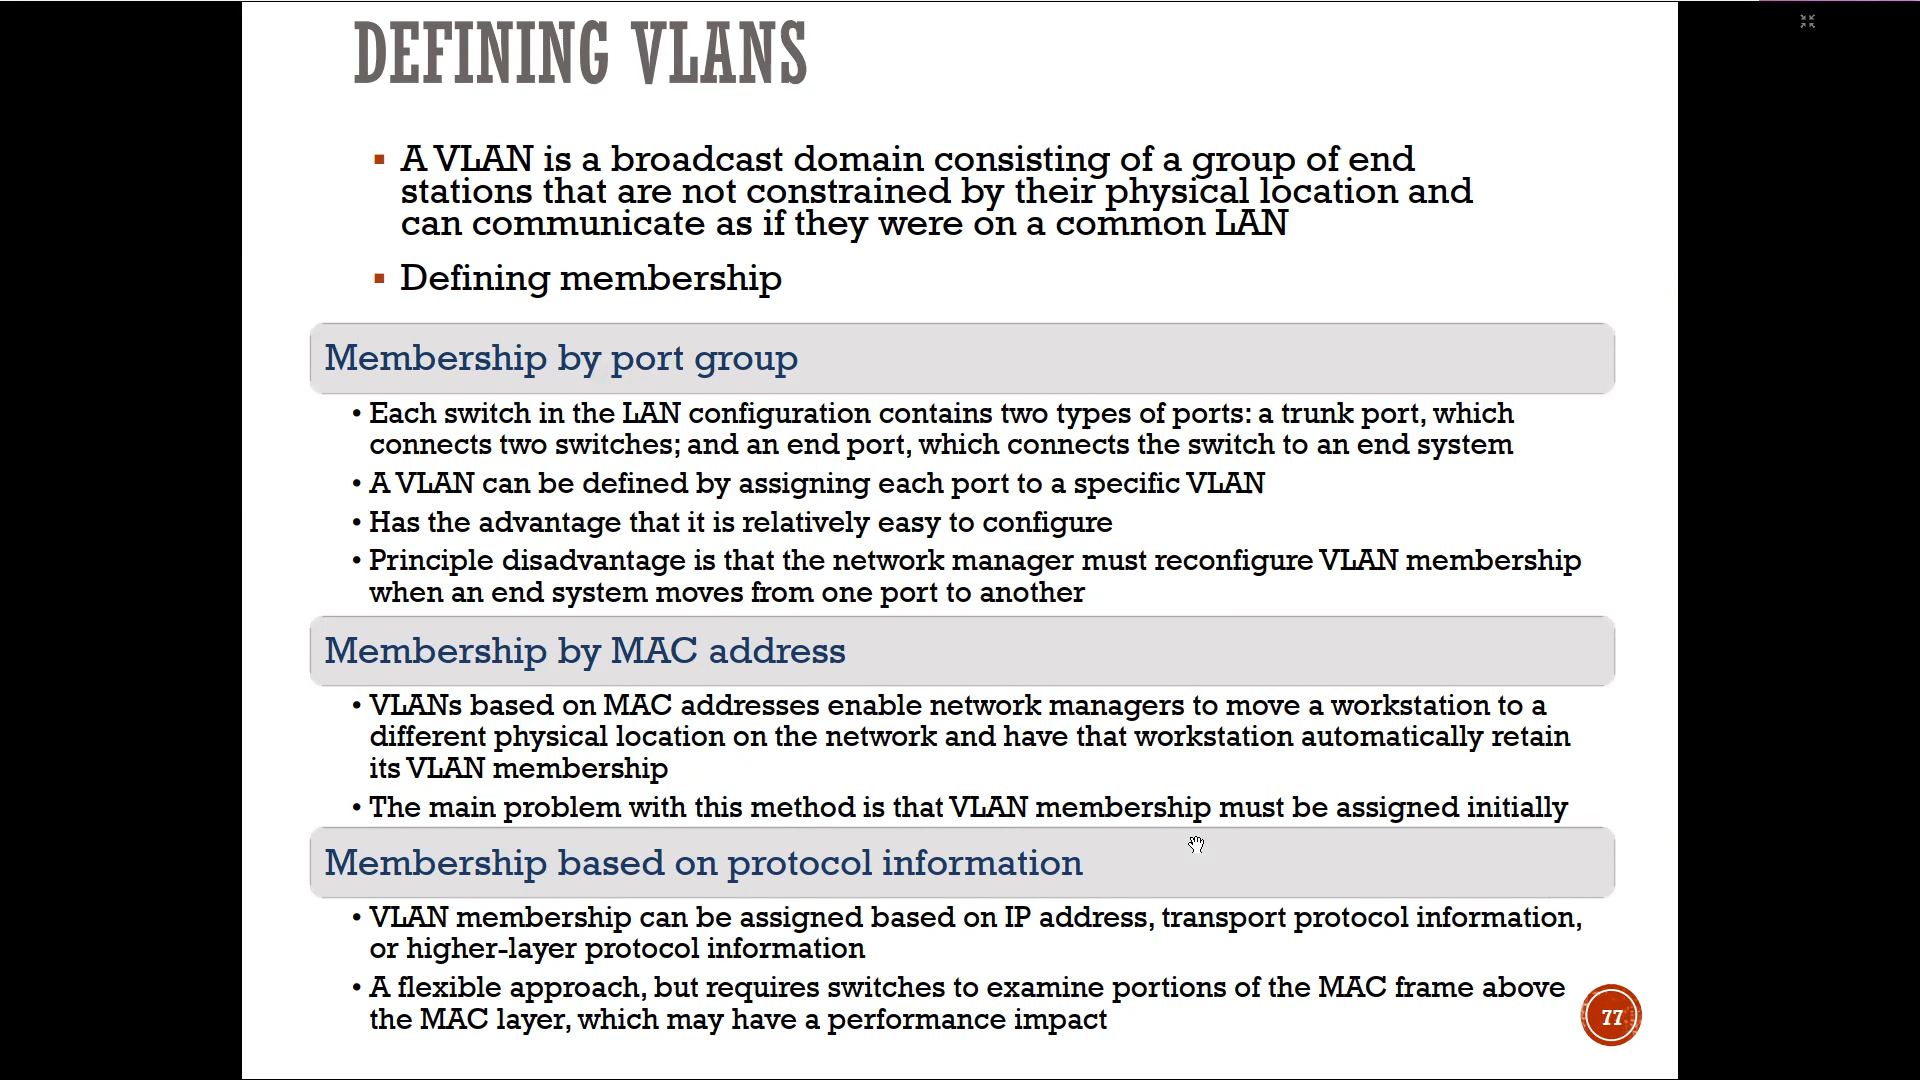 DEFINING VLANS
▪ A VLAN is a broadcast domain consisting of a group of end
stations that are not constrained by their physical location and
can communicate as if they were on a common LAN
▪ Defining membership
Membership by port group
• Each switch in the LAN configuration contains two types of ports: a trunk port, which
connects two switches; and an end port, which connects the switch to an end system
• A VLAN can be defined by assigning each port to a specific VLAN
• Has the advantage that it is relatively easy to configure
• Principle disadvantage is that the network manager must reconfigure VLAN membership
when an end system moves from one port to another
Membership by MAC address
• VLANs based on MAC addresses enable network managers to move a workstation to a
different physical location on the network and have that workstation automatically retain
its VLAN membership
• The main problem with this method is that VLAN membership must be assigned initially
Membership based on protocol information
• VLAN membership can be assigned based on IP address, transport protocol information,
or higher-layer protocol information
• A flexible approach, but requires switches to examine portions of the MAC frame above
the MAC layer, which may have a performance impact
77